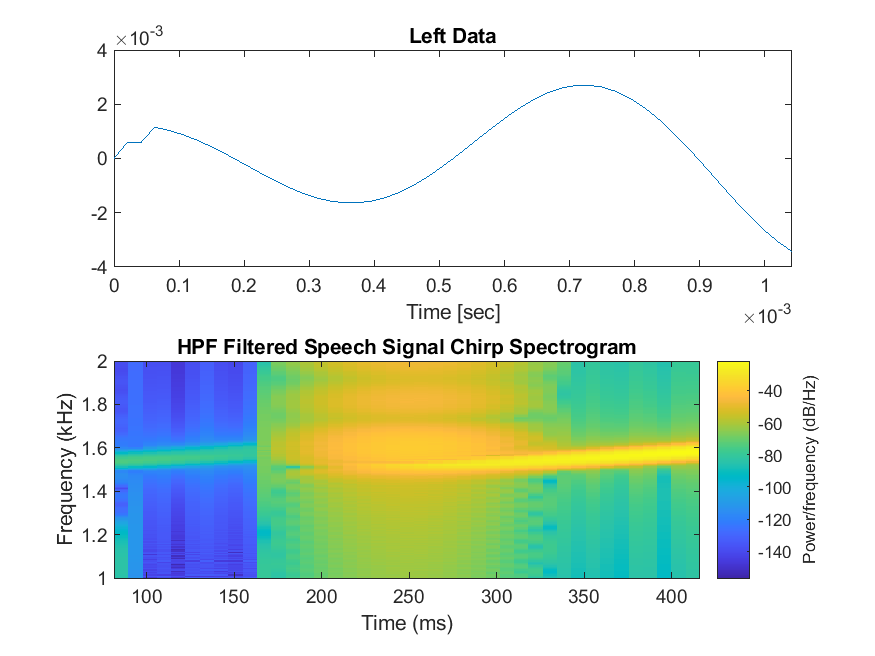 ×10-3
Left Data
4
2
0
-2
-4
0 0.1 0.2 0.3 0.4 0.5 0.6 0.7 0.8 0.9 1
Time [sec]
×10-3
HPF Filtered Speech Signal Chirp Spectrogram
2
1.8
1.6
1.4
1.2
1
Frequency (kHz)
100 150 200 250 300 350 400
Time (ms)
-40
-60
-80
-100
-120
-140
Power/frequency (dB/Hz)